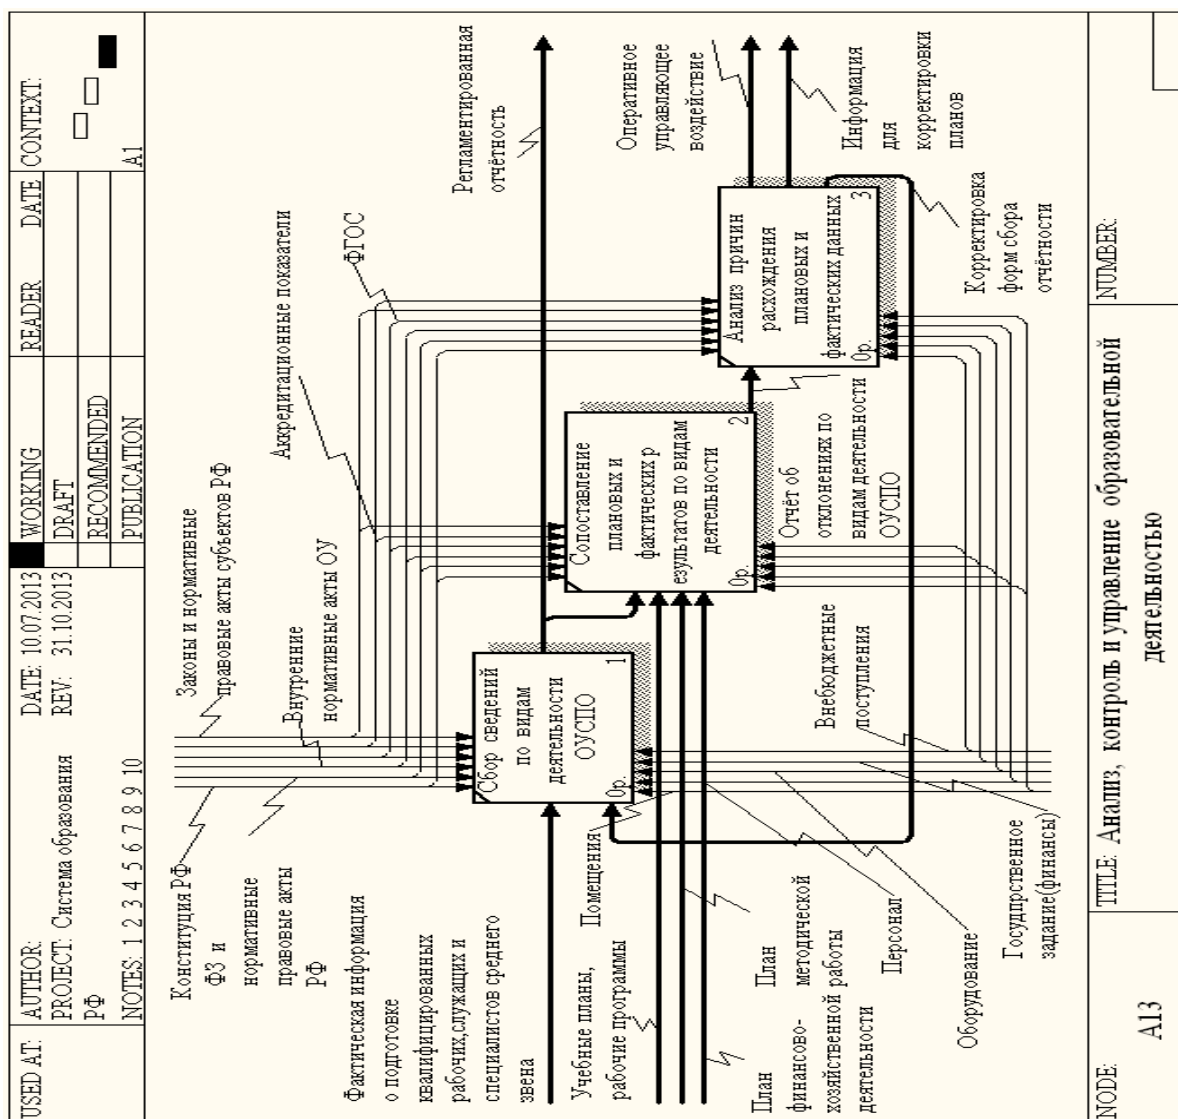 USED AT:
AUTHOR:
DATE: 10.07.2013
WORKING
READER
DATE
CONTEXT:
PROJECT: Система образования
РФ
REV: 31.10.2013
DRAFT
RECOMMENDED
NOTES: 1 2 3 4 5 6 7 8 9 10
PUBLICATION
A1
Конституция РФ
ФЗ и
нормативные
правовые акты
РФ
Законы и нормативные
правовые акты субъектов РФ
Внутренние
нормативные акты ОУ
Аккредитационные показатели
ФГОС
Фактическая информация
о подготовке
квалифицированных
рабочих,служащих и
специалистов среднего
звена
Сбор сведений
по видам
деятельности
ОУСПО
0р.
1
Регламентированная
отчётность
Учебные планы,
рабочие программы
Помещения
Сопоставление
плановых и
фактических р
езультатов по видам
деятельности
0р.
2
Оперативное
управляющее
воздействие
Анализ причин
расхождения
плановых и
фактических данных
0р.
3
Информация
для
корректировки
планов
План
методической
работы
План
финансово-
хозяйственной
деятельности
Отчёт об
отклонениях по
видам деятельности
ОУСПО
Внебюджетные
поступления
Персонал
Оборудование
Госудпрственное
задание(финансы)
Корректировка
форм сбора
отчётности
NODE:
A13
TITLE: Анализ, контроль и управление образовательной
деятельностью
NUMBER: